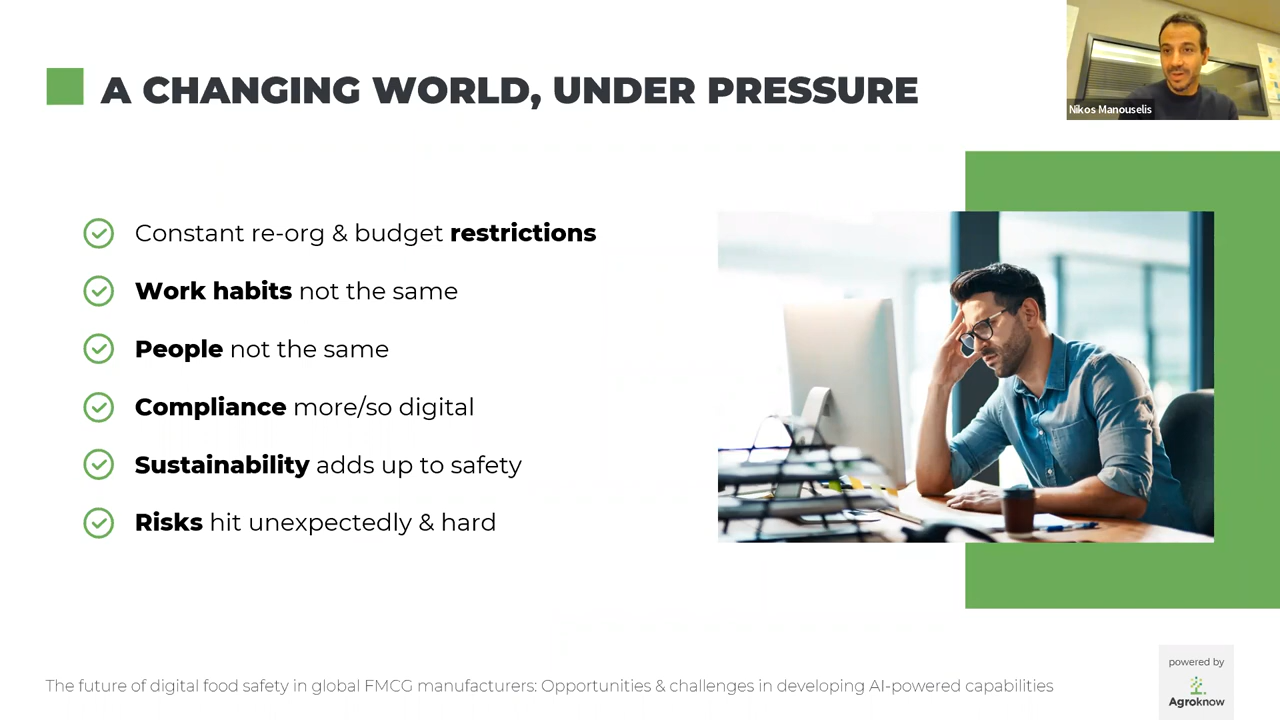 A CHANGING WORLD, UNDER PRESSURE
Nikos Manouselis
Constant re-org & budget restrictions
Work habits not the same
People not the same
Compliance more/so digital
Sustainability adds up to safety
Risks hit unexpectedly & hard
The future of digital food safety in global FMCG manufacturers: Opportunities & challenges in developing AI-powered capabilities
powered by
Agroknow